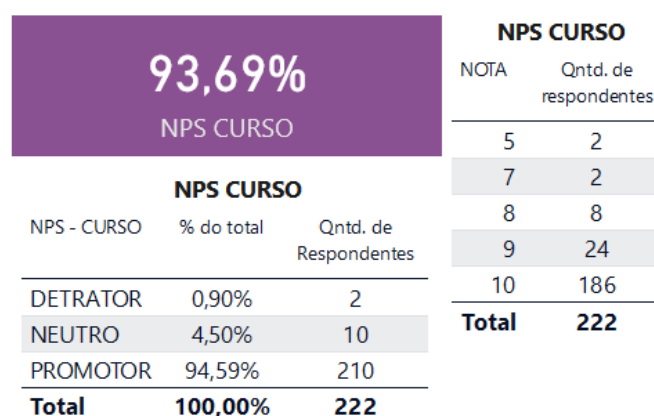 93,69%
NPS CURSO
NPS CURSO
NPS - CURSO % do total Qntd. de Respondentes
DETRATOR 0,90% 2
NEUTRO 4,50% 10
PROMOTOR 94,59% 210
Total 100,00% 222
NPS CURSO
NOTA Qntd. de respondentes
5 2
7 2
8 8
9 24
10 186
Total 222